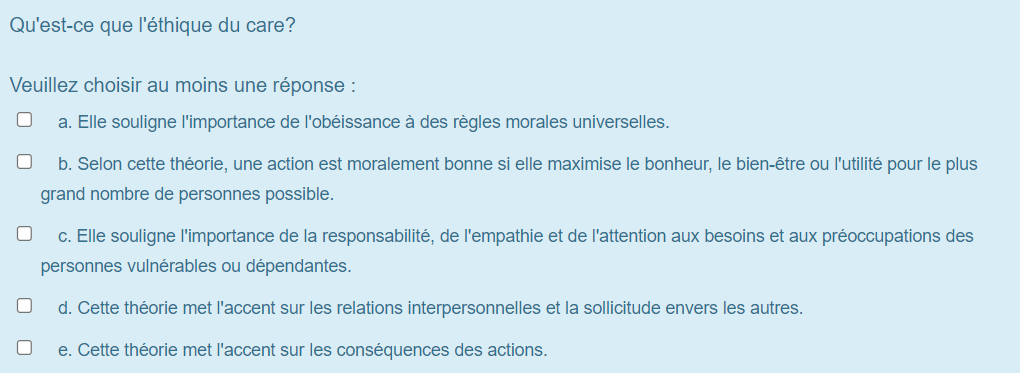 Qu'est-ce que l'éthique du care?
Veuillez choisir au moins une réponse :
a. Elle souligne l'importance de l'obéissance à des règles morales universelles.
b. Selon cette théorie, une action est moralement bonne si elle maximise le bonheur, le bien-être ou l'utilité pour le plus
grand nombre de personnes possible.
c. Elle souligne l'importance de la responsabilité, de l'empathie et de l'attention aux besoins et aux préoccupations des
personnes vulnérables ou dépendantes.
d. Cette théorie met l'accent sur les relations interpersonnelles et la sollicitude envers les autres.
e. Cette théorie met l'accent sur les conséquences des actions.